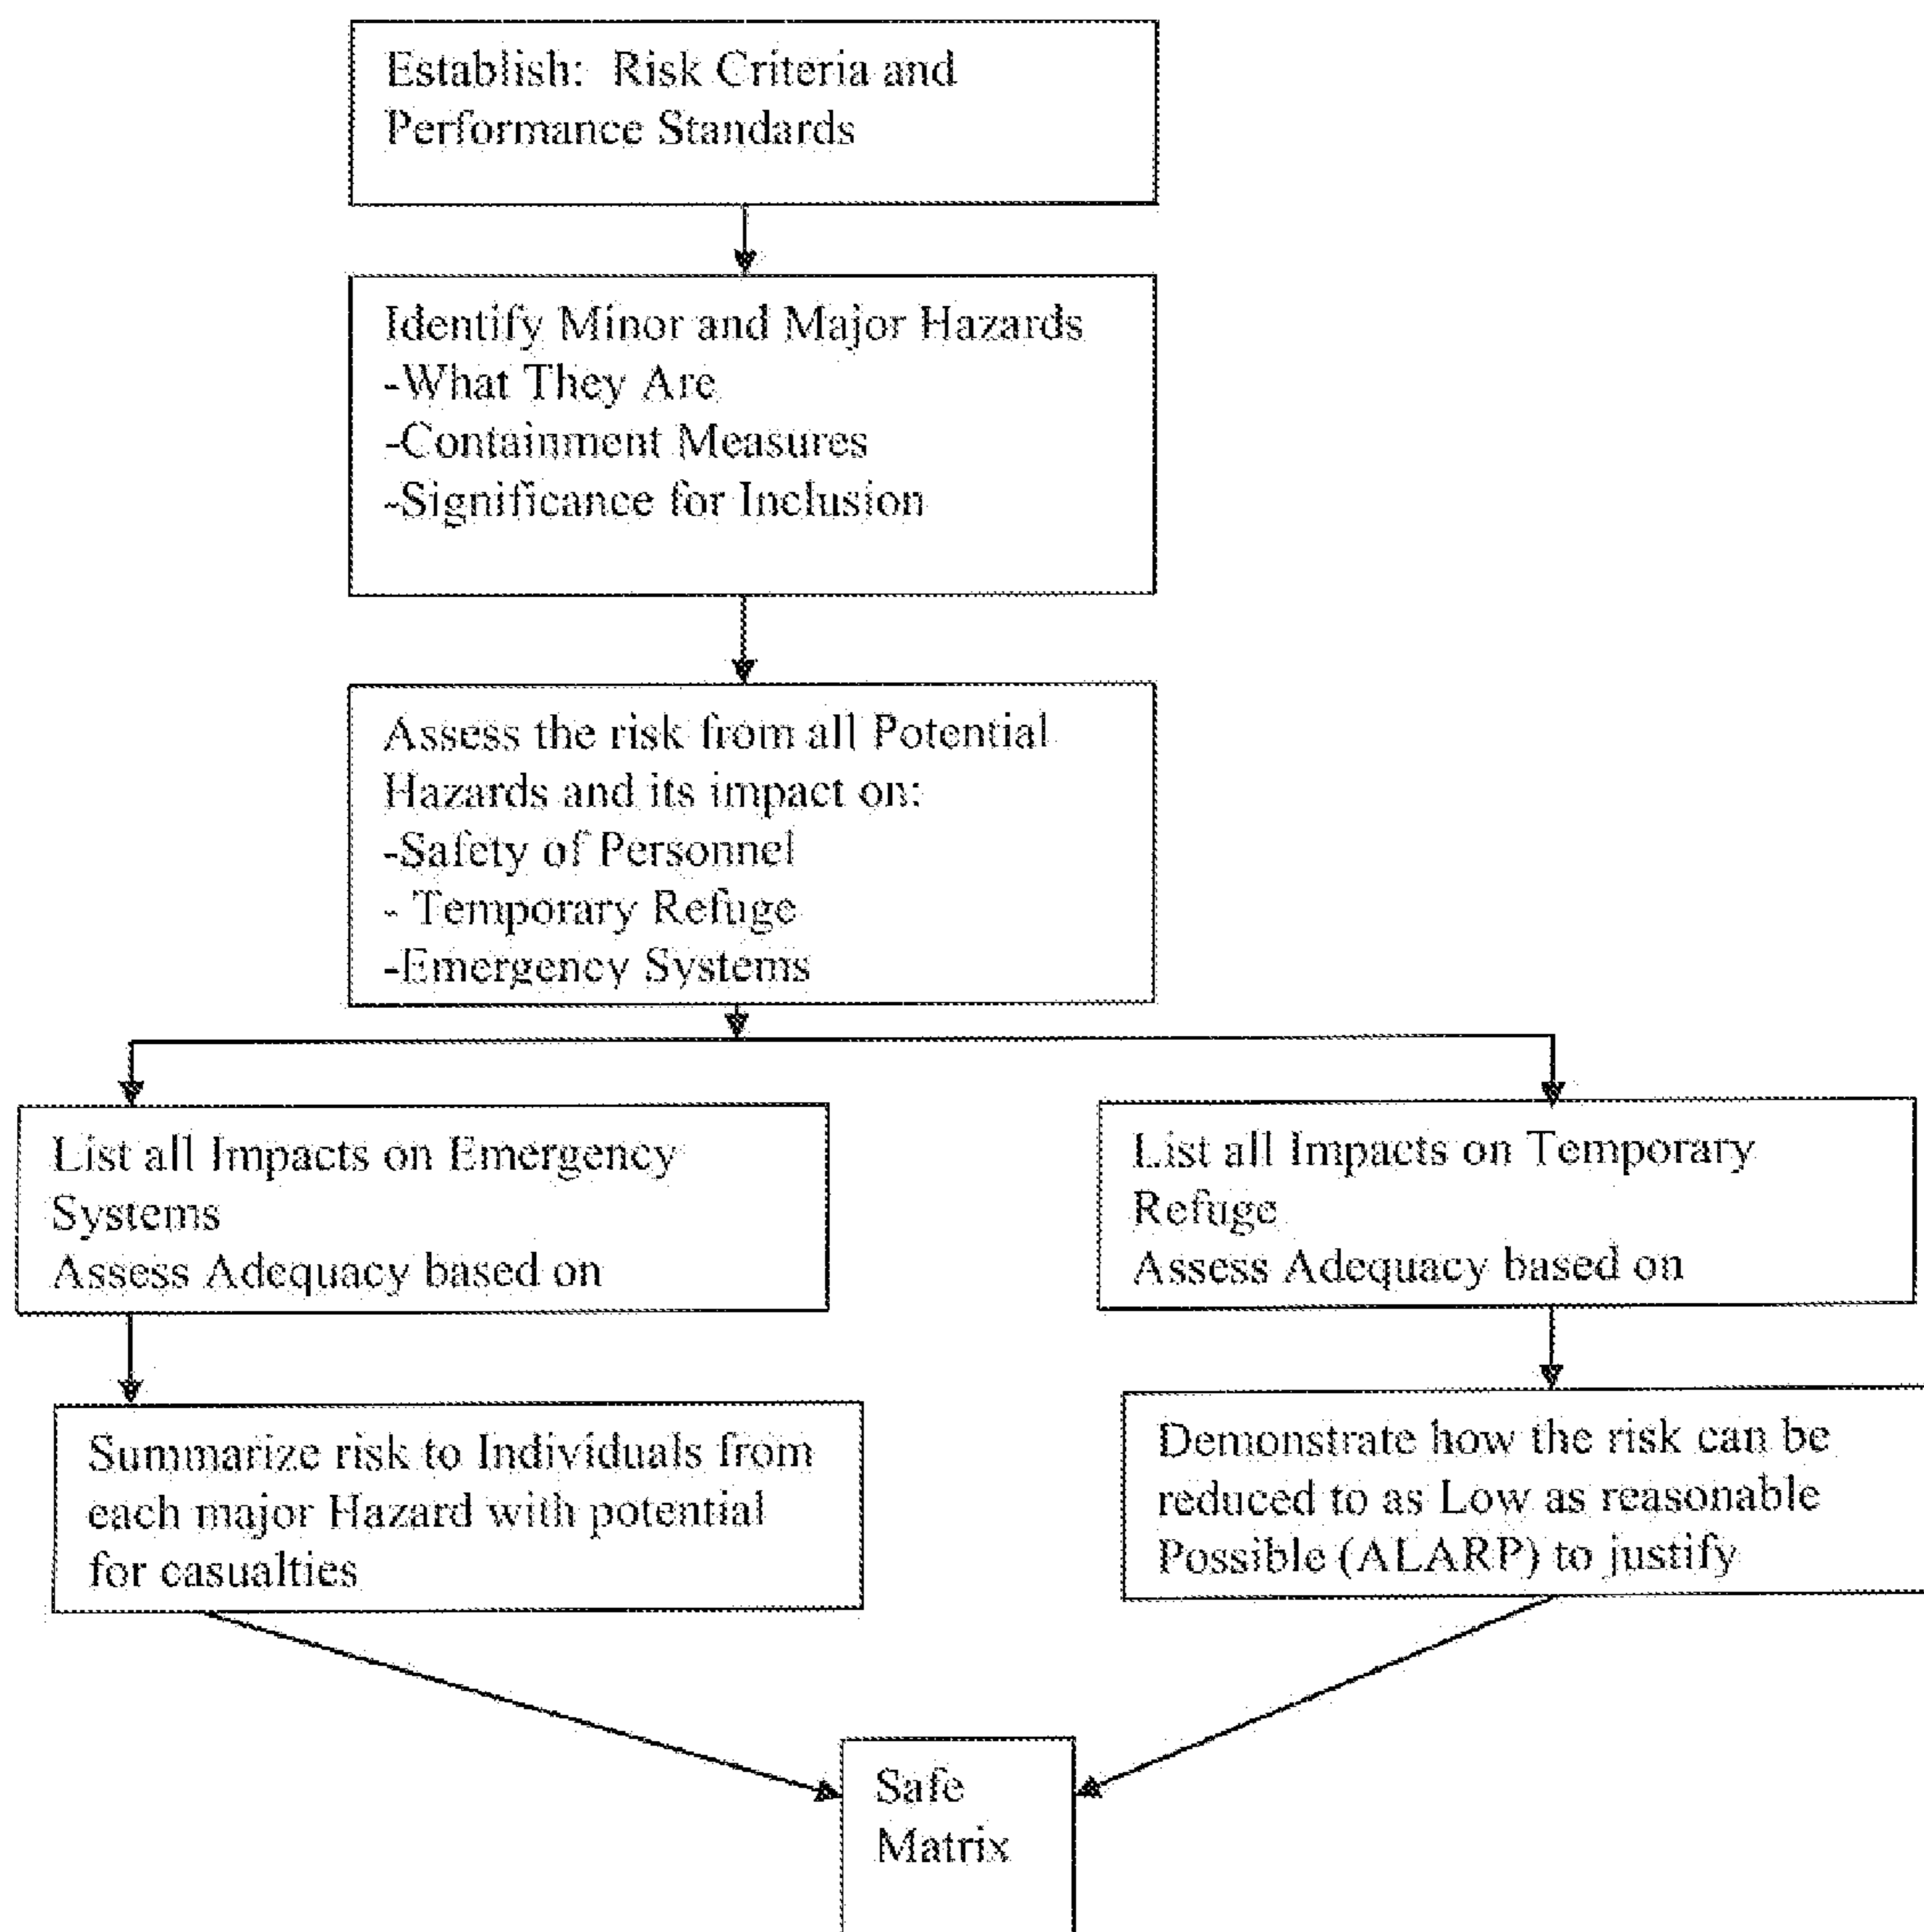 Establish: Risk Criteria and
Performance Standards
Identify Minor and Major Hazards
-What They Are
-Containment Measures
-Significance for Inclusion
Assess the risk from all Potential
Hazards and its impact on:
-Safety of Personnel
- Temporary Refuge
-Emergency Systems
List all Impacts on Emergency
Systems
Assess Adequacy based on
List all Impacts on Temporary
Refuge
Assess Adequacy based on
Summarize risk to Individuals from
each major Hazard with potential
for casualties
Demonstrate how the risk can be
reduced to as Low as reasonable
Possible (ALARP) to justify
Safe
Matrix